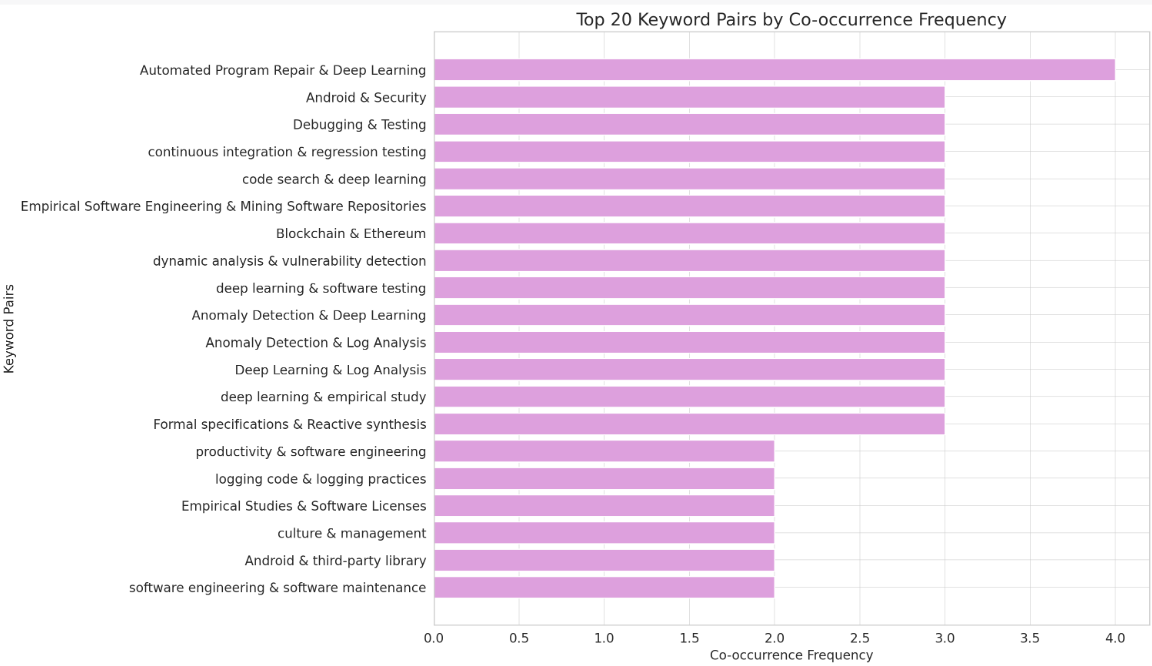 Top 20 Keyword Pairs by Co-occurrence Frequency
Keyword Pairs
Automated Program Repair & Deep Learning
Android & Security
Debugging & Testing
continuous integration & regression testing
code search & deep learning
Empirical Software Engineering & Mining Software Repositories
Blockchain & Ethereum
dynamic analysis & vulnerability detection
deep learning & software testing
Anomaly Detection & Deep Learning
Anomaly Detection & Log Analysis
Deep Learning & Log Analysis
deep learning & empirical study
Formal specifications & Reactive synthesis
productivity & software engineering
logging code & logging practices
Empirical Studies & Software Licenses
culture & management
Android & third-party library
software engineering & software maintenance
0.0 0.5 1.0 1.5 2.0 2.5 3.0 3.5 4.0
Co-occurrence Frequency